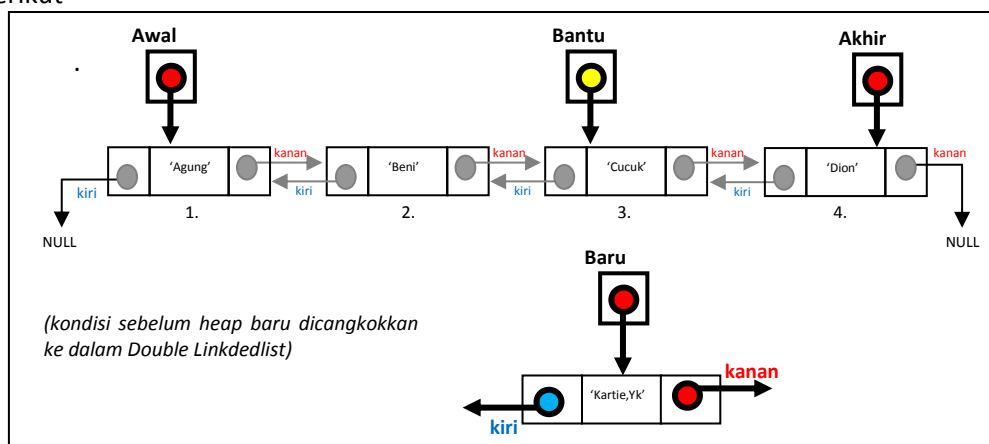 erikut
Awal Bantu Akhir
.
kanan kanan kanan kanan
'Agung' 'Beni' 'Cucuk' 'Dion'
kiri kiri kiri kiri
1. 2. 3. 4.
NULL NULL
Baru
(kondisi sebelum heap baru dicangkokkan
ke dalam Double Linkdedlist)
kanan
'Kartie,Yk'
kiri